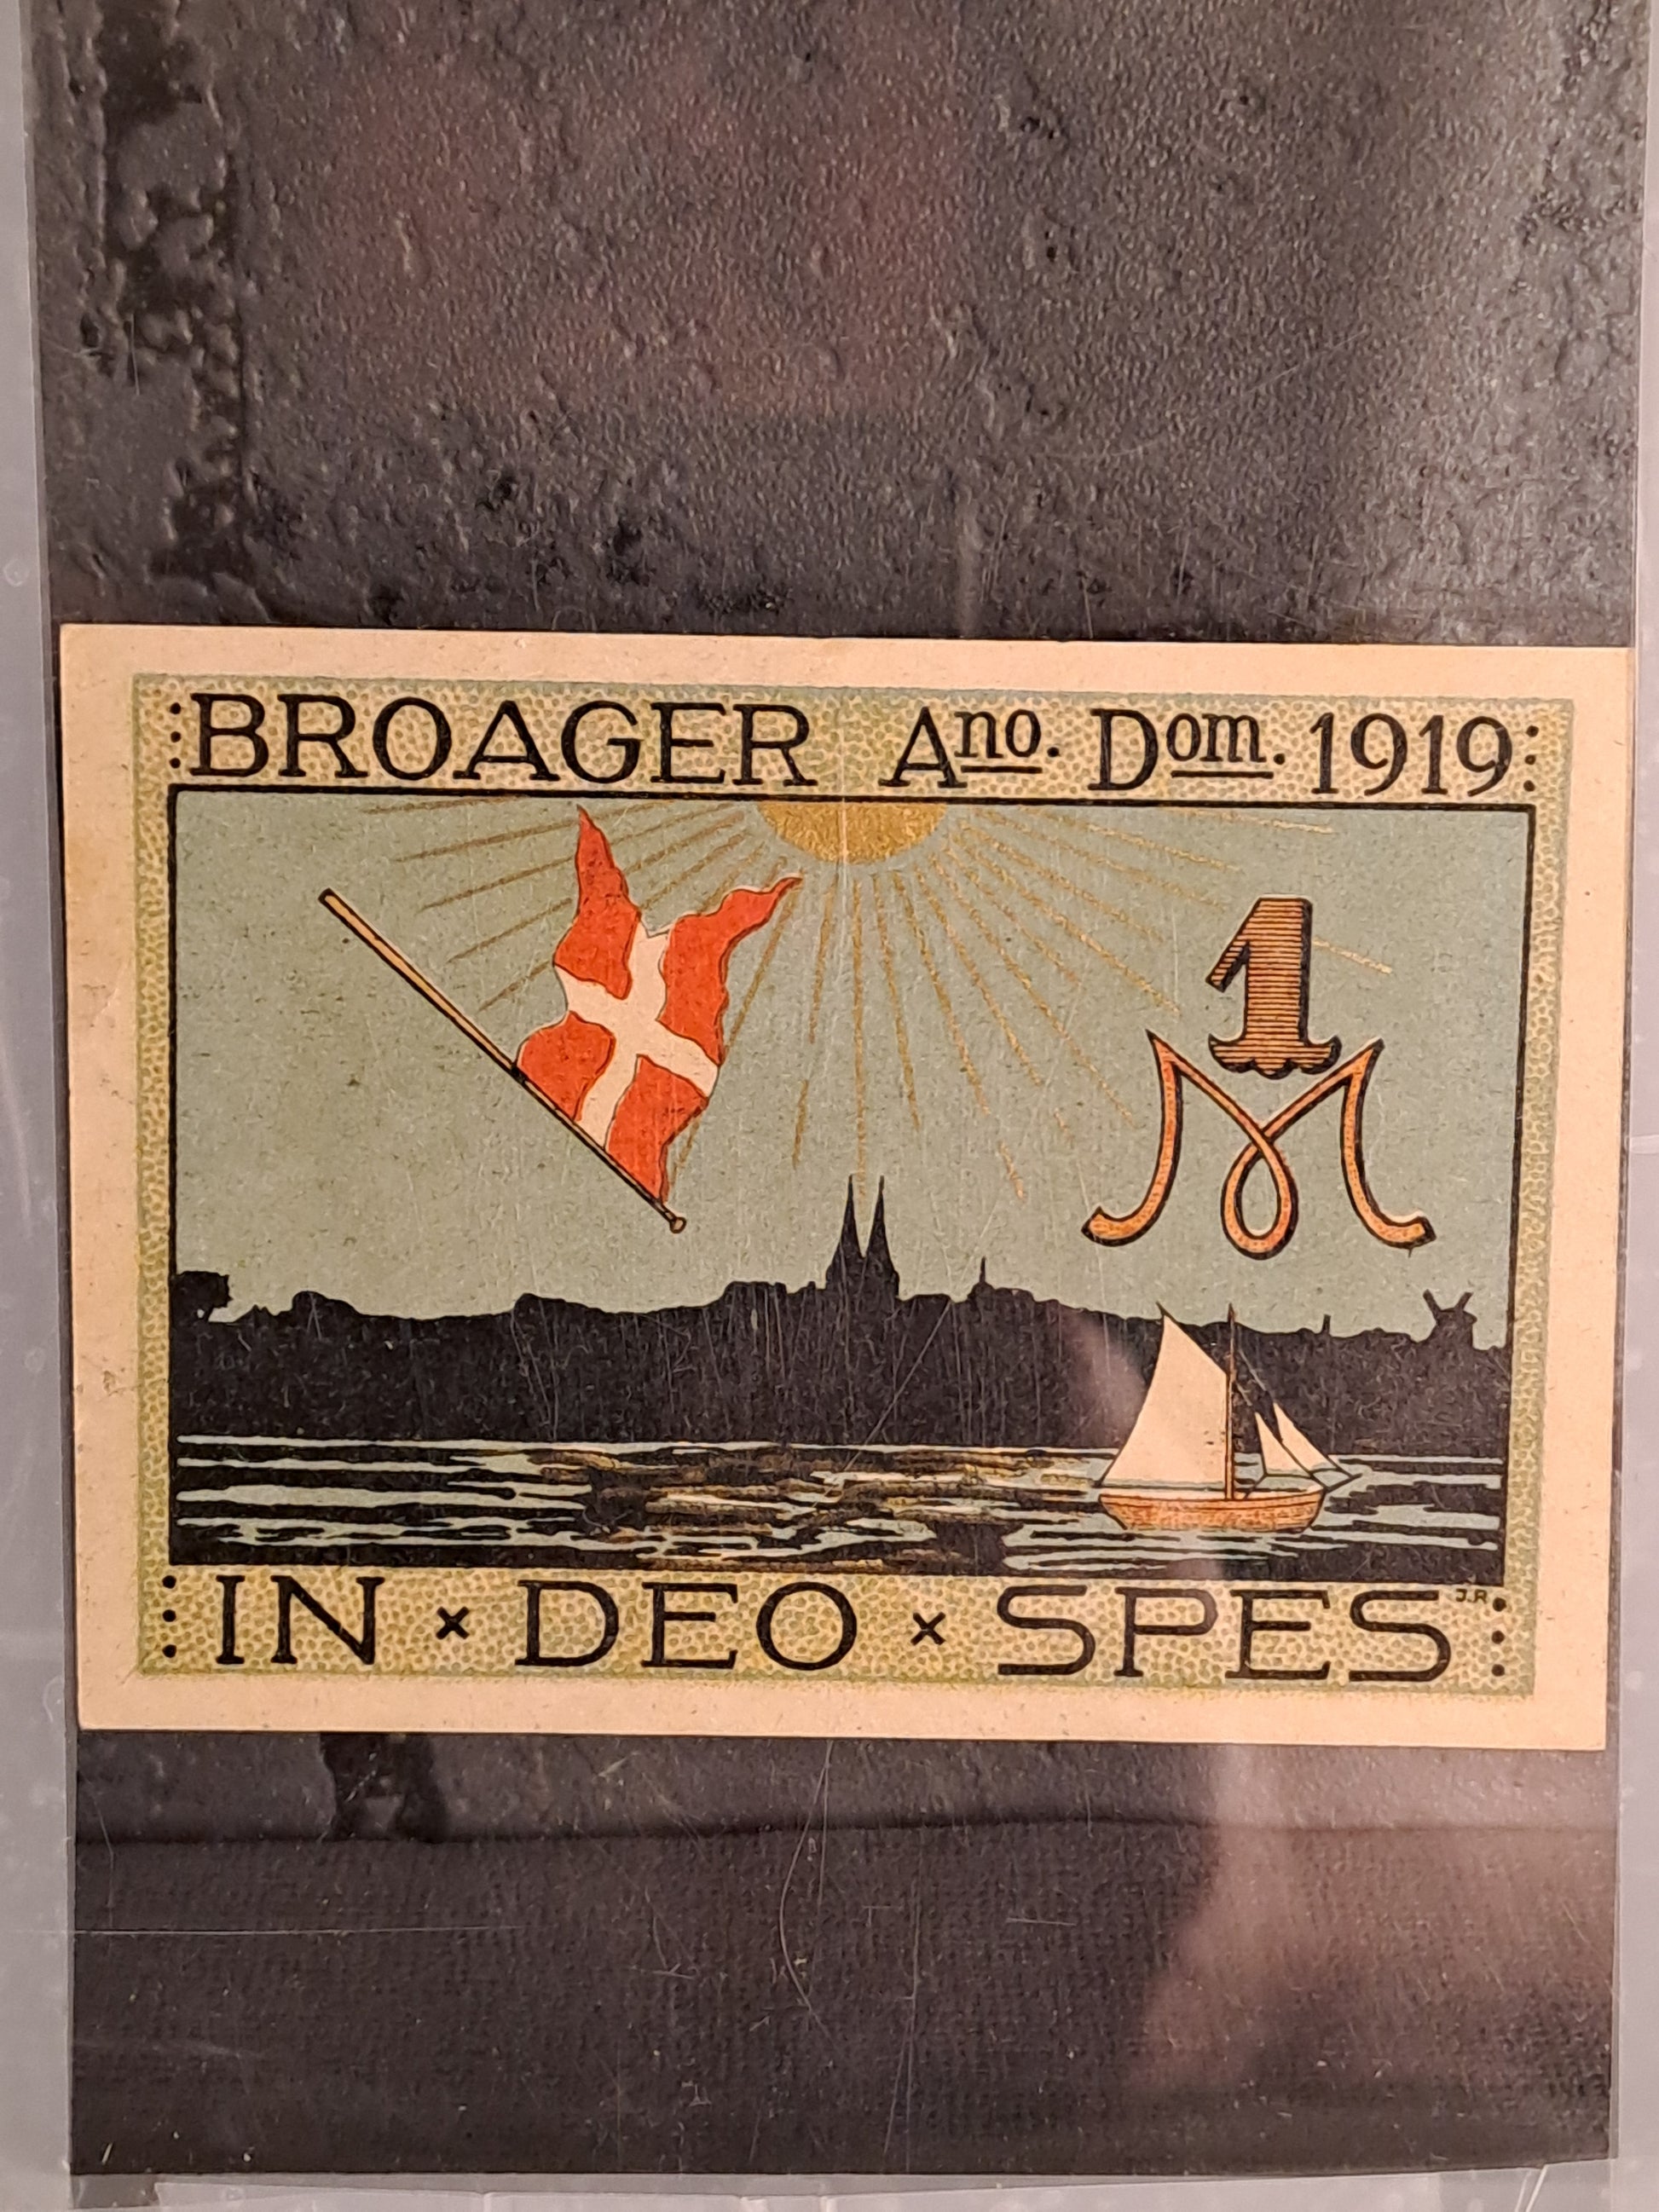 BROAGER Ano. Dom. 1919
1
M
IN x DEO x SPES
J.R.